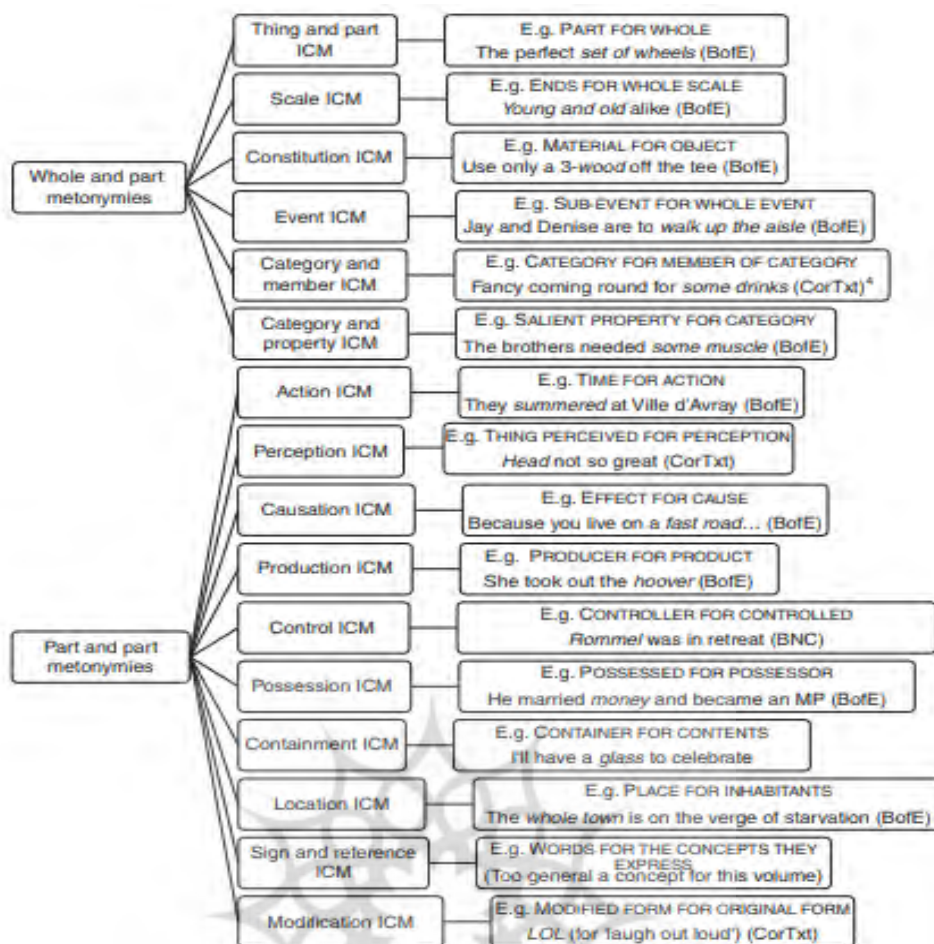 Whole and part
metonymies
Thing and part
ICM
E.g. PART FOR WHOLE
The perfect set of wheels (BofE)
Scale ICM
E.g. ENDS FOR WHOLE SCALE
Young and old alike (BofE)
Constitution ICM
E.g. MATERIAL FOR OBJECT
Use only a 3-wood off the tee (BofE)
Event ICM
E.g. SUB-EVENT FOR WHOLE EVENT
Jay and Denise are to walk up the aisle (BofE)
Category and
member ICM
E.g. CATEGORY FOR MEMBER OF CATEGORY
Fancy coming round for some drinks (CorTxt)4
Category and
property ICM
E.g. SALIENT PROPERTY FOR CATEGORY
The brothers needed some muscle (BofE)
Part and part
metonymies
Action ICM
E.g. TIME FOR ACTION
They summered at Ville d'Avray (BofE)
Perception ICM
E.g. THING PERCEIVED FOR PERCEPTION
Head not so great (CorTxt)
Causation ICM
E.g. EFFECT FOR CAUSE
Because you live on a fast road... (BofE)
Production ICM
E.g. PRODUCER FOR PRODUCT
She took out the hoover (BofE)
Control ICM
E.g. CONTROLLER FOR CONTROLLED
Rommel was in retreat (BNC)
Possession ICM
E.g. POSSESSED FOR POSSESSOR
He married money and became an MP (BofE)
Containment ICM
E.g. CONTAINER FOR CONTENTS
I'll have a glass to celebrate
Location ICM
E.g. PLACE FOR INHABITANTS
The whole town is on the verge of starvation (BofE)
Sign and reference
ICM
E.g. WORDS FOR THE CONCEPTS THEY
EXPRESS
(Too general a concept for this volume)
Modification ICM
E.g. MODIFIED FORM FOR ORIGINAL FORM
LOL (for 'laugh out loud') (CorTxt)